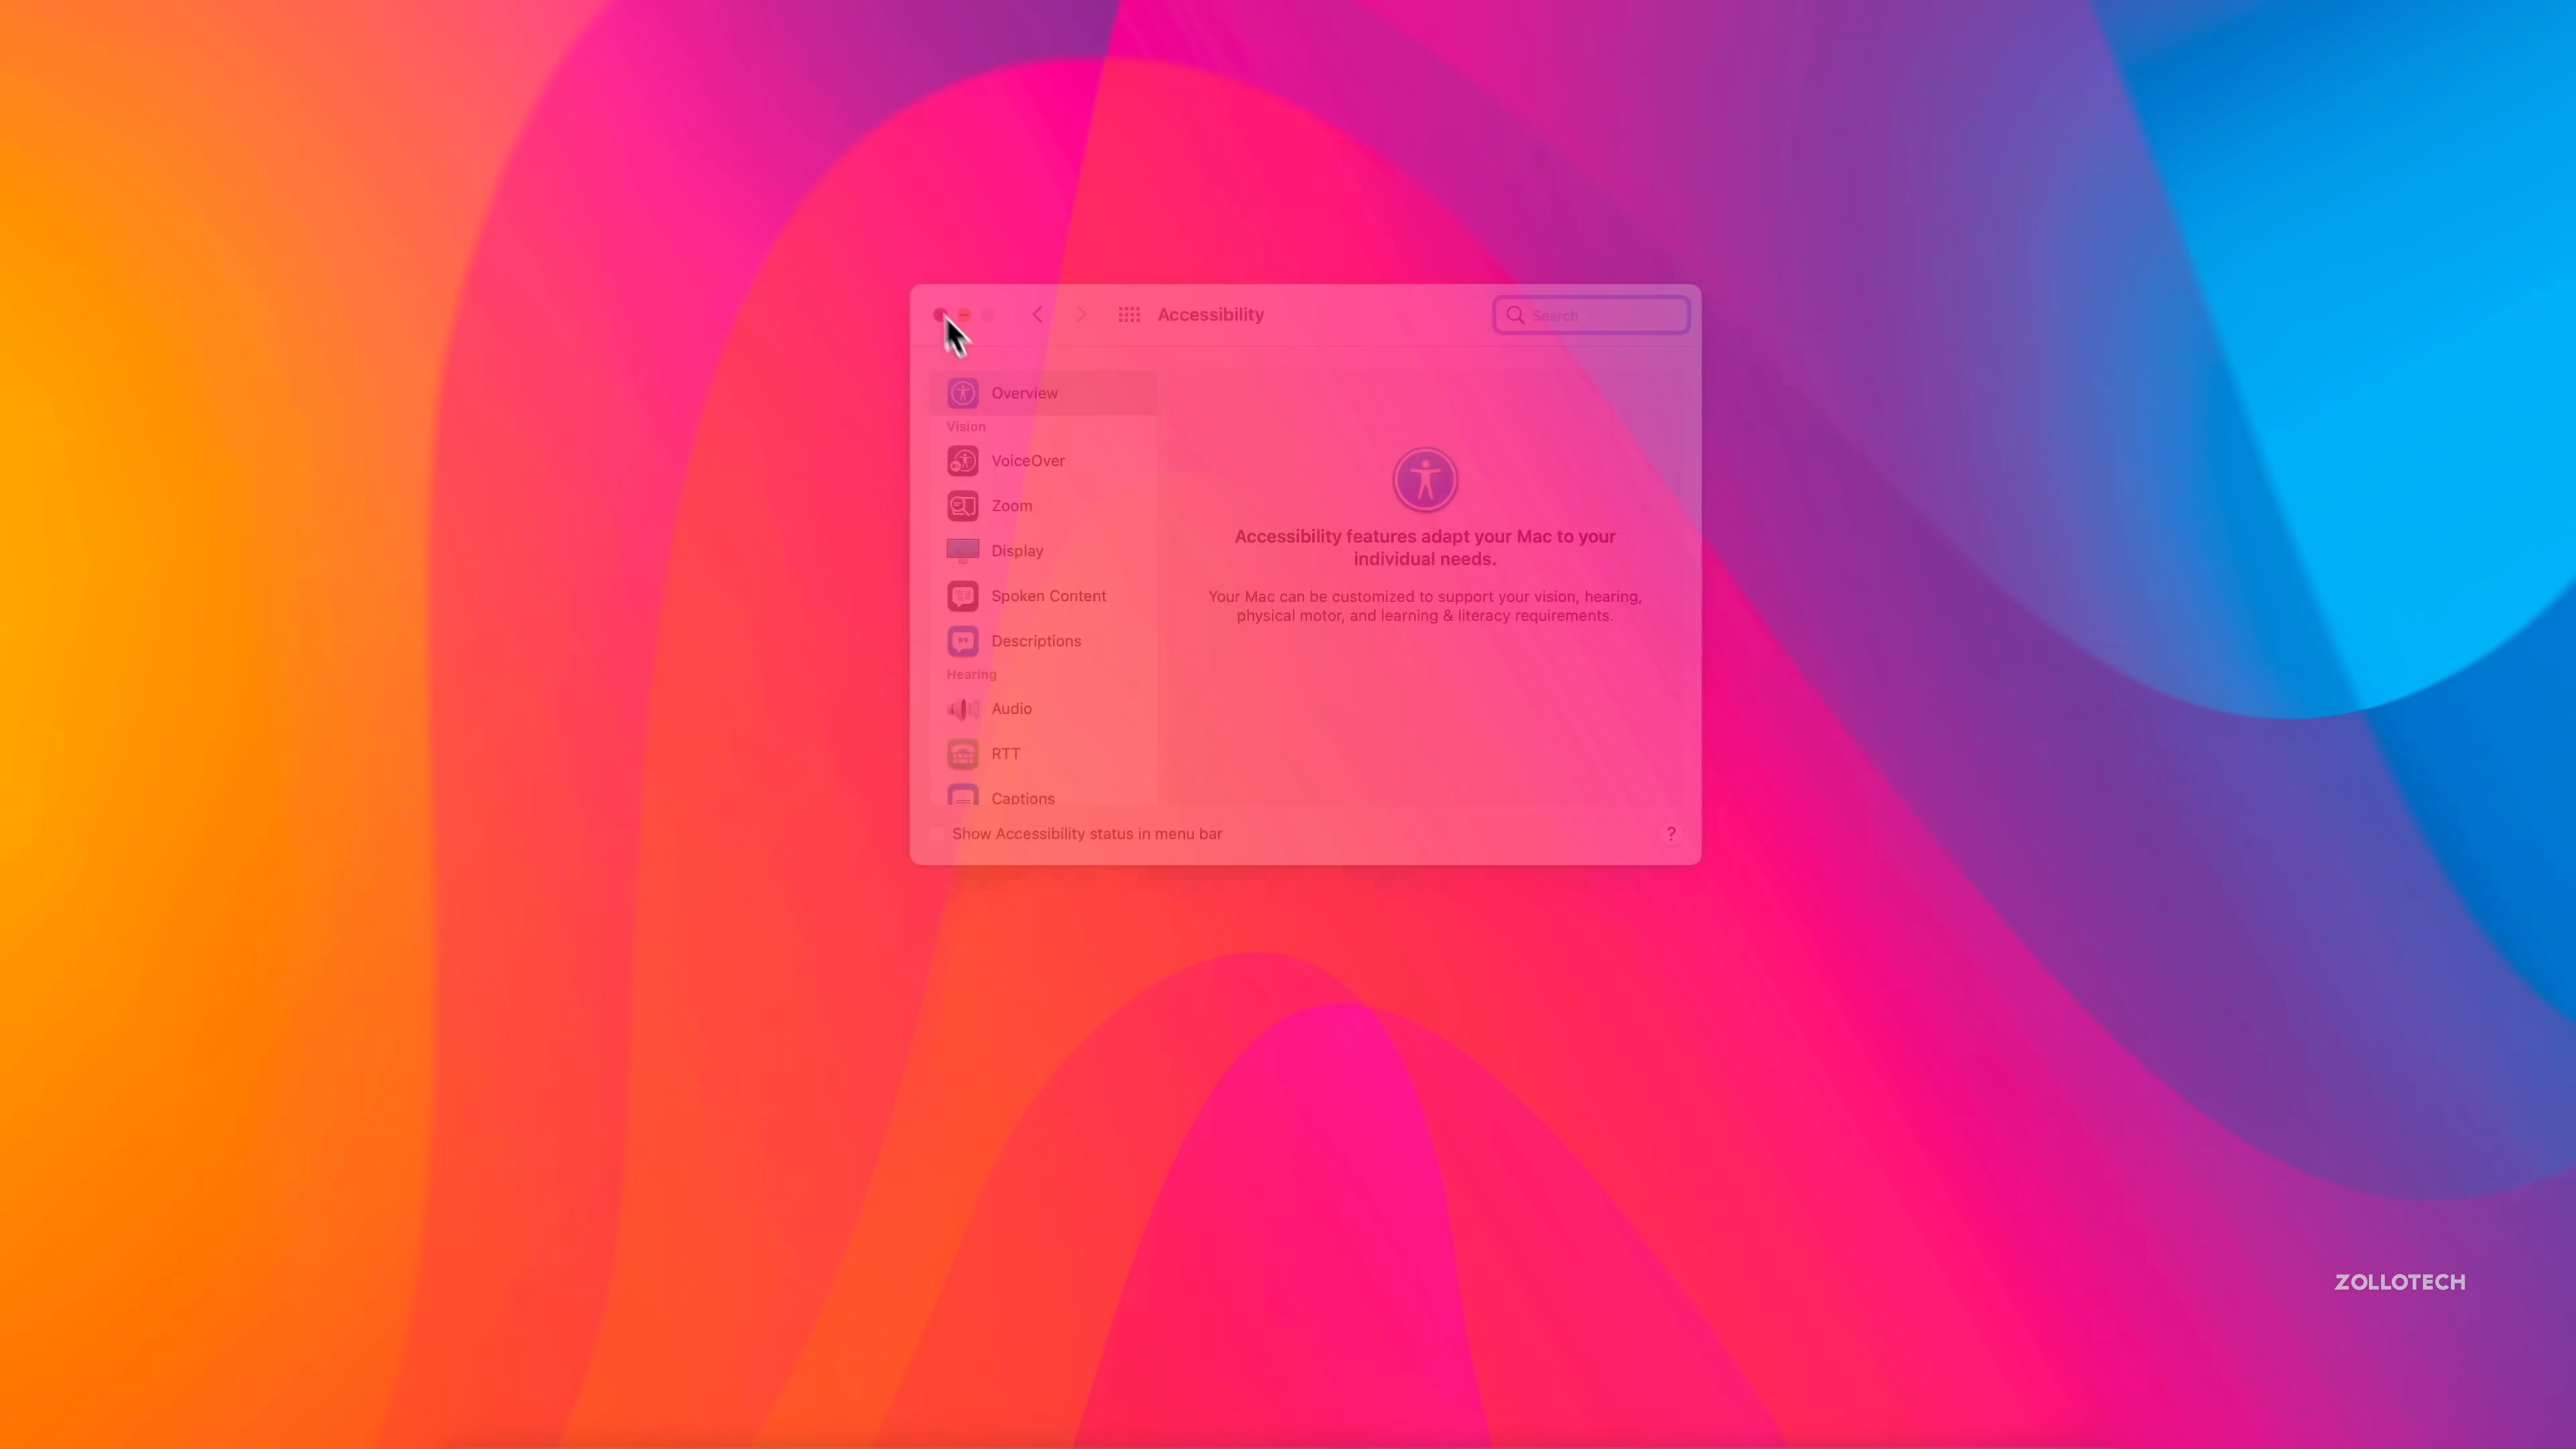 Accessibility
Search
Overview
Vision
VoiceOver
Zoom
Display
Spoken Content
Descriptions
Hearing
Audio
RTT
Captions
Accessibility features adapt your Mac to your
individual needs.
Your Mac can be customized to support your vision, hearing,
physical motor, and learning & literacy requirements.
Show Accessibility status in menu bar
?
ZOLLOTECH